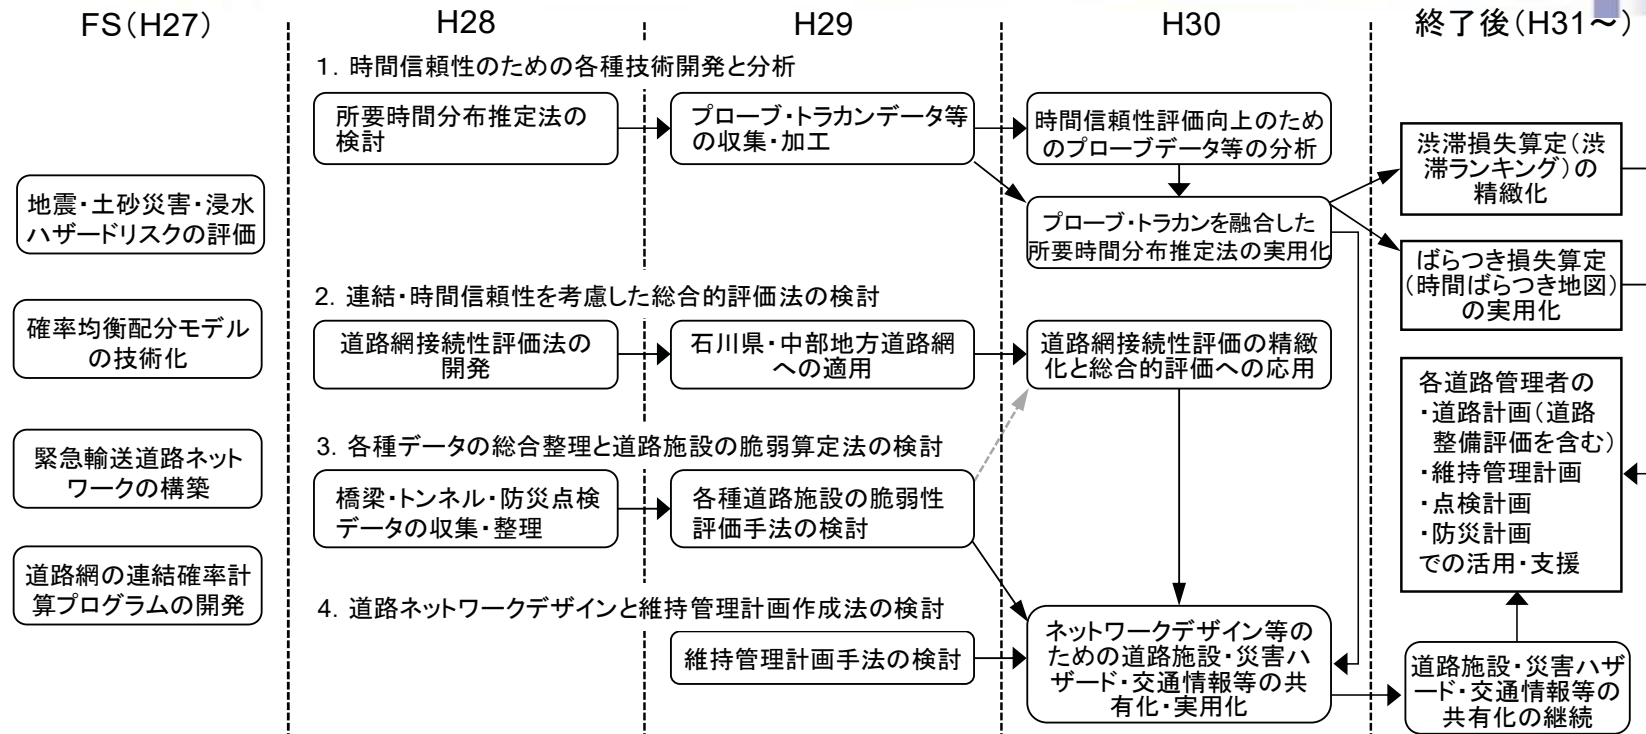 FS(H27)
H28
H29
H30
終了後(H31～)
地震・土砂災害・浸水
ハザードリスクの評価
確率均衡配分モデル
の技術化
緊急輸送道路ネット
ワークの構築
道路網の連結確率計
算プログラムの開発
1. 時間信頼性のための各種技術開発と分析
所要時間分布推定法の
検討
プローブ・トラカンデータ等
の収集・加工
時間信頼性評価向上のため
のプローブデータ等の分析
プローブ・トラカンを融合した
所要時間分布推定法の実用化
2. 連結・時間信頼性を考慮した総合的評価法の検討
道路網接続性評価法の
開発
石川県・中部地方道路網
への適用
道路網接続性評価の精緻
化と総合的評価への応用
3. 各種データの総合整理と道路施設の脆弱算定法の検討
橋梁・トンネル・防災点検
データの収集・整理
各種道路施設の脆弱性
評価手法の検討
4. 道路ネットワークデザインと維持管理計画作成法の検討
維持管理計画手法の検討
ネットワークデザイン等の
ための道路施設・災害ハ
ザード・交通情報等の共
有化・実用化
渋滞損失算定(渋
滞ランキング)の
精緻化
ばらつき損失算定
(時間ばらつき地図)
の実用化
各道路管理者の
・道路計画(道路
整備評価を含む)
・維持管理計画
・点検計画
・防災計画
での活用・支援
道路施設・災害ハザ
ード・交通情報等の
共有化の継続